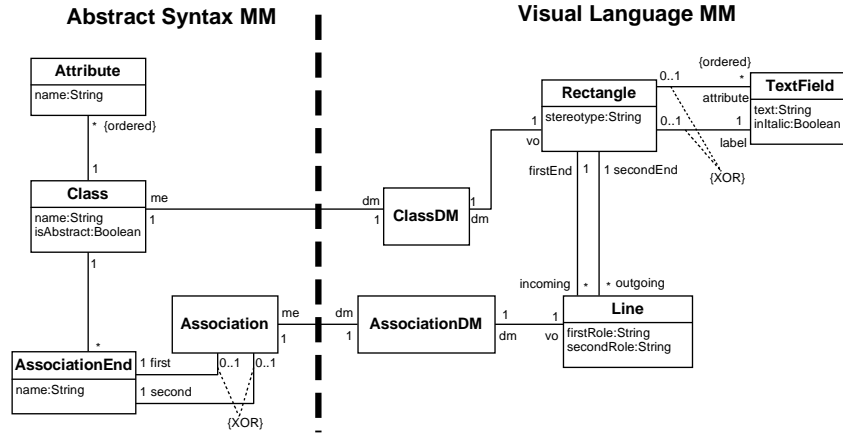 Abstract Syntax MM
Visual Language MM
Attribute
name:String
* {ordered}
1
Class
name:String
isAbstract:Boolean
me
1
1
*
AssociationEnd
name:String
1 first
1 second
Association
0..1 0..1
{XOR}
me
1
dm
1
ClassDM
1
dm
dm
1
AssociationDM
1
dm
1
vo
Rectangle
stereotype:String
0..1
{ordered}
*
attribute
0..1
1
label
{XOR}
TextField
text:String
inItalic:Boolean
firstEnd 1 1 secondEnd
incoming * * outgoing
1
vo
Line
firstRole:String
secondRole:String